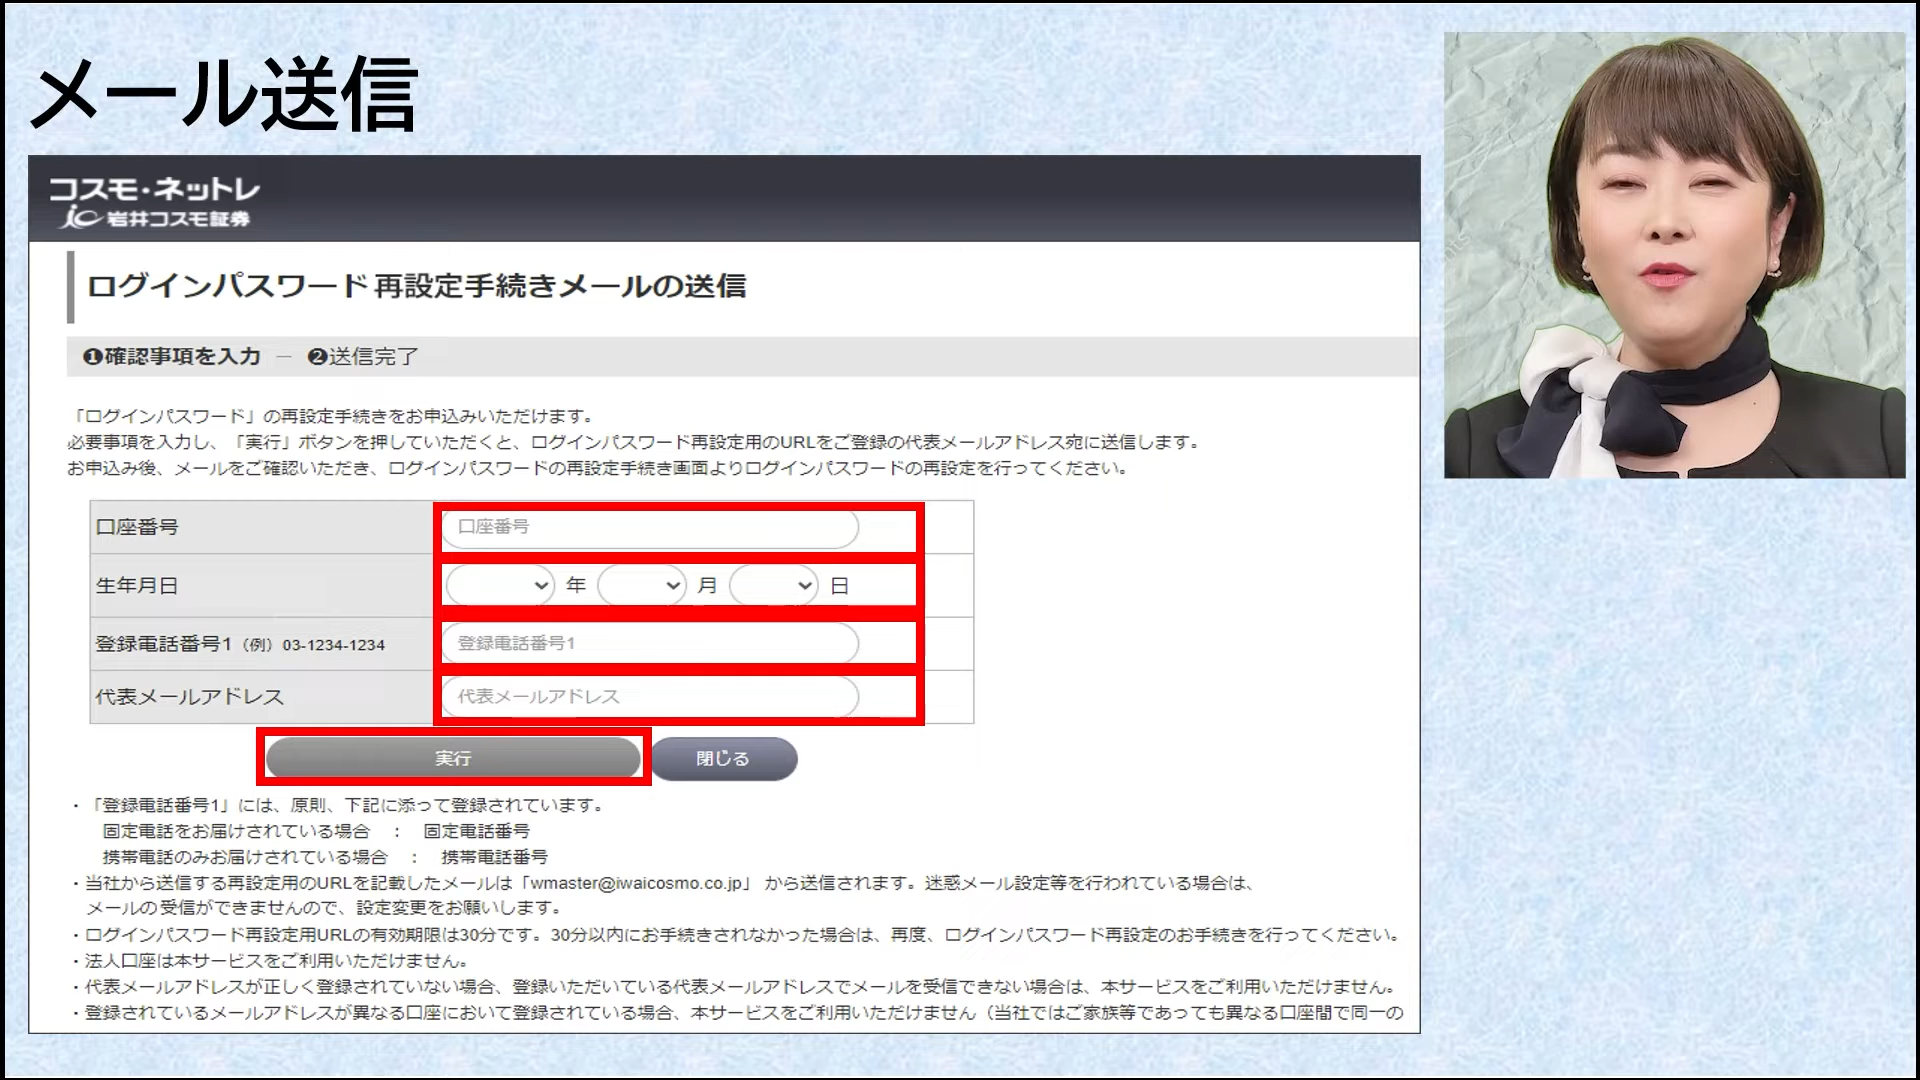 メール送信
コスモ・ネットレ
ic 岩井コスモ証券
ログインパスワード再設定手続きメールの送信
❶確認事項を入力 － ❷送信完了
「ログインパスワード」の再設定手続きをお申込みいただけます。
必要事項を入力し、「実行」ボタンを押していただくと、ログインパスワード再設定用のURLをご登録の代表メールアドレス宛に送信します。
お申込み後、メールをご確認いただき、ログインパスワードの再設定手続き画面よりログインパスワードの再設定を行ってください。
口座番号 口座番号
生年月日 年 月 日
登録電話番号1（例）03-1234-1234 登録電話番号1
代表メールアドレス 代表メールアドレス
実行 閉じる
・「登録電話番号1」には、原則、下記に添って登録されています。
固定電話をお届けされている場合 ： 固定電話番号
携帯電話のみお届けされている場合 ： 携帯電話番号
・当社から送信する再設定用のURLを記載したメールは「wmaster@iwaicosmo.co.jp」 から送信されます。迷惑メール設定等を行われている場合は、
メールの受信ができませんので、設定変更をお願いします。
・ログインパスワード再設定用URLの有効期限は30分です。30分以内にお手続きされなかった場合は、再度、ログインパスワード再設定のお手続きを行ってください。
・法人口座は本サービスをご利用いただけません。
・代表メールアドレスが正しく登録されていない場合、登録いただいている代表メールアドレスでメールを受信できない場合は、本サービスをご利用いただけません。
・登録されているメールアドレスが異なる口座において登録されている場合、本サービスをご利用いただけません（当社ではご家族等であっても異なる口座間で同一の